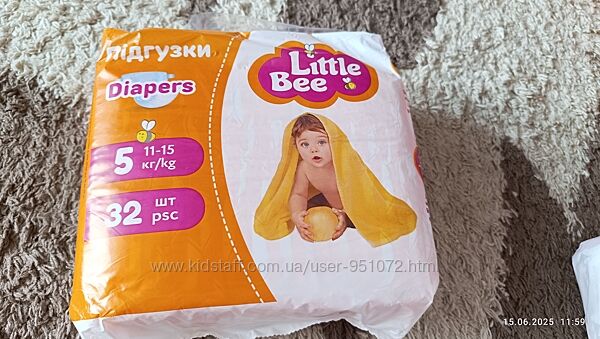 підгузки
Diapers
Little
Bee
5 11-15
кг/kg
32 шт
psc
www.kidstaff.com.ua/user-951072.html
15.06.2025 11:59